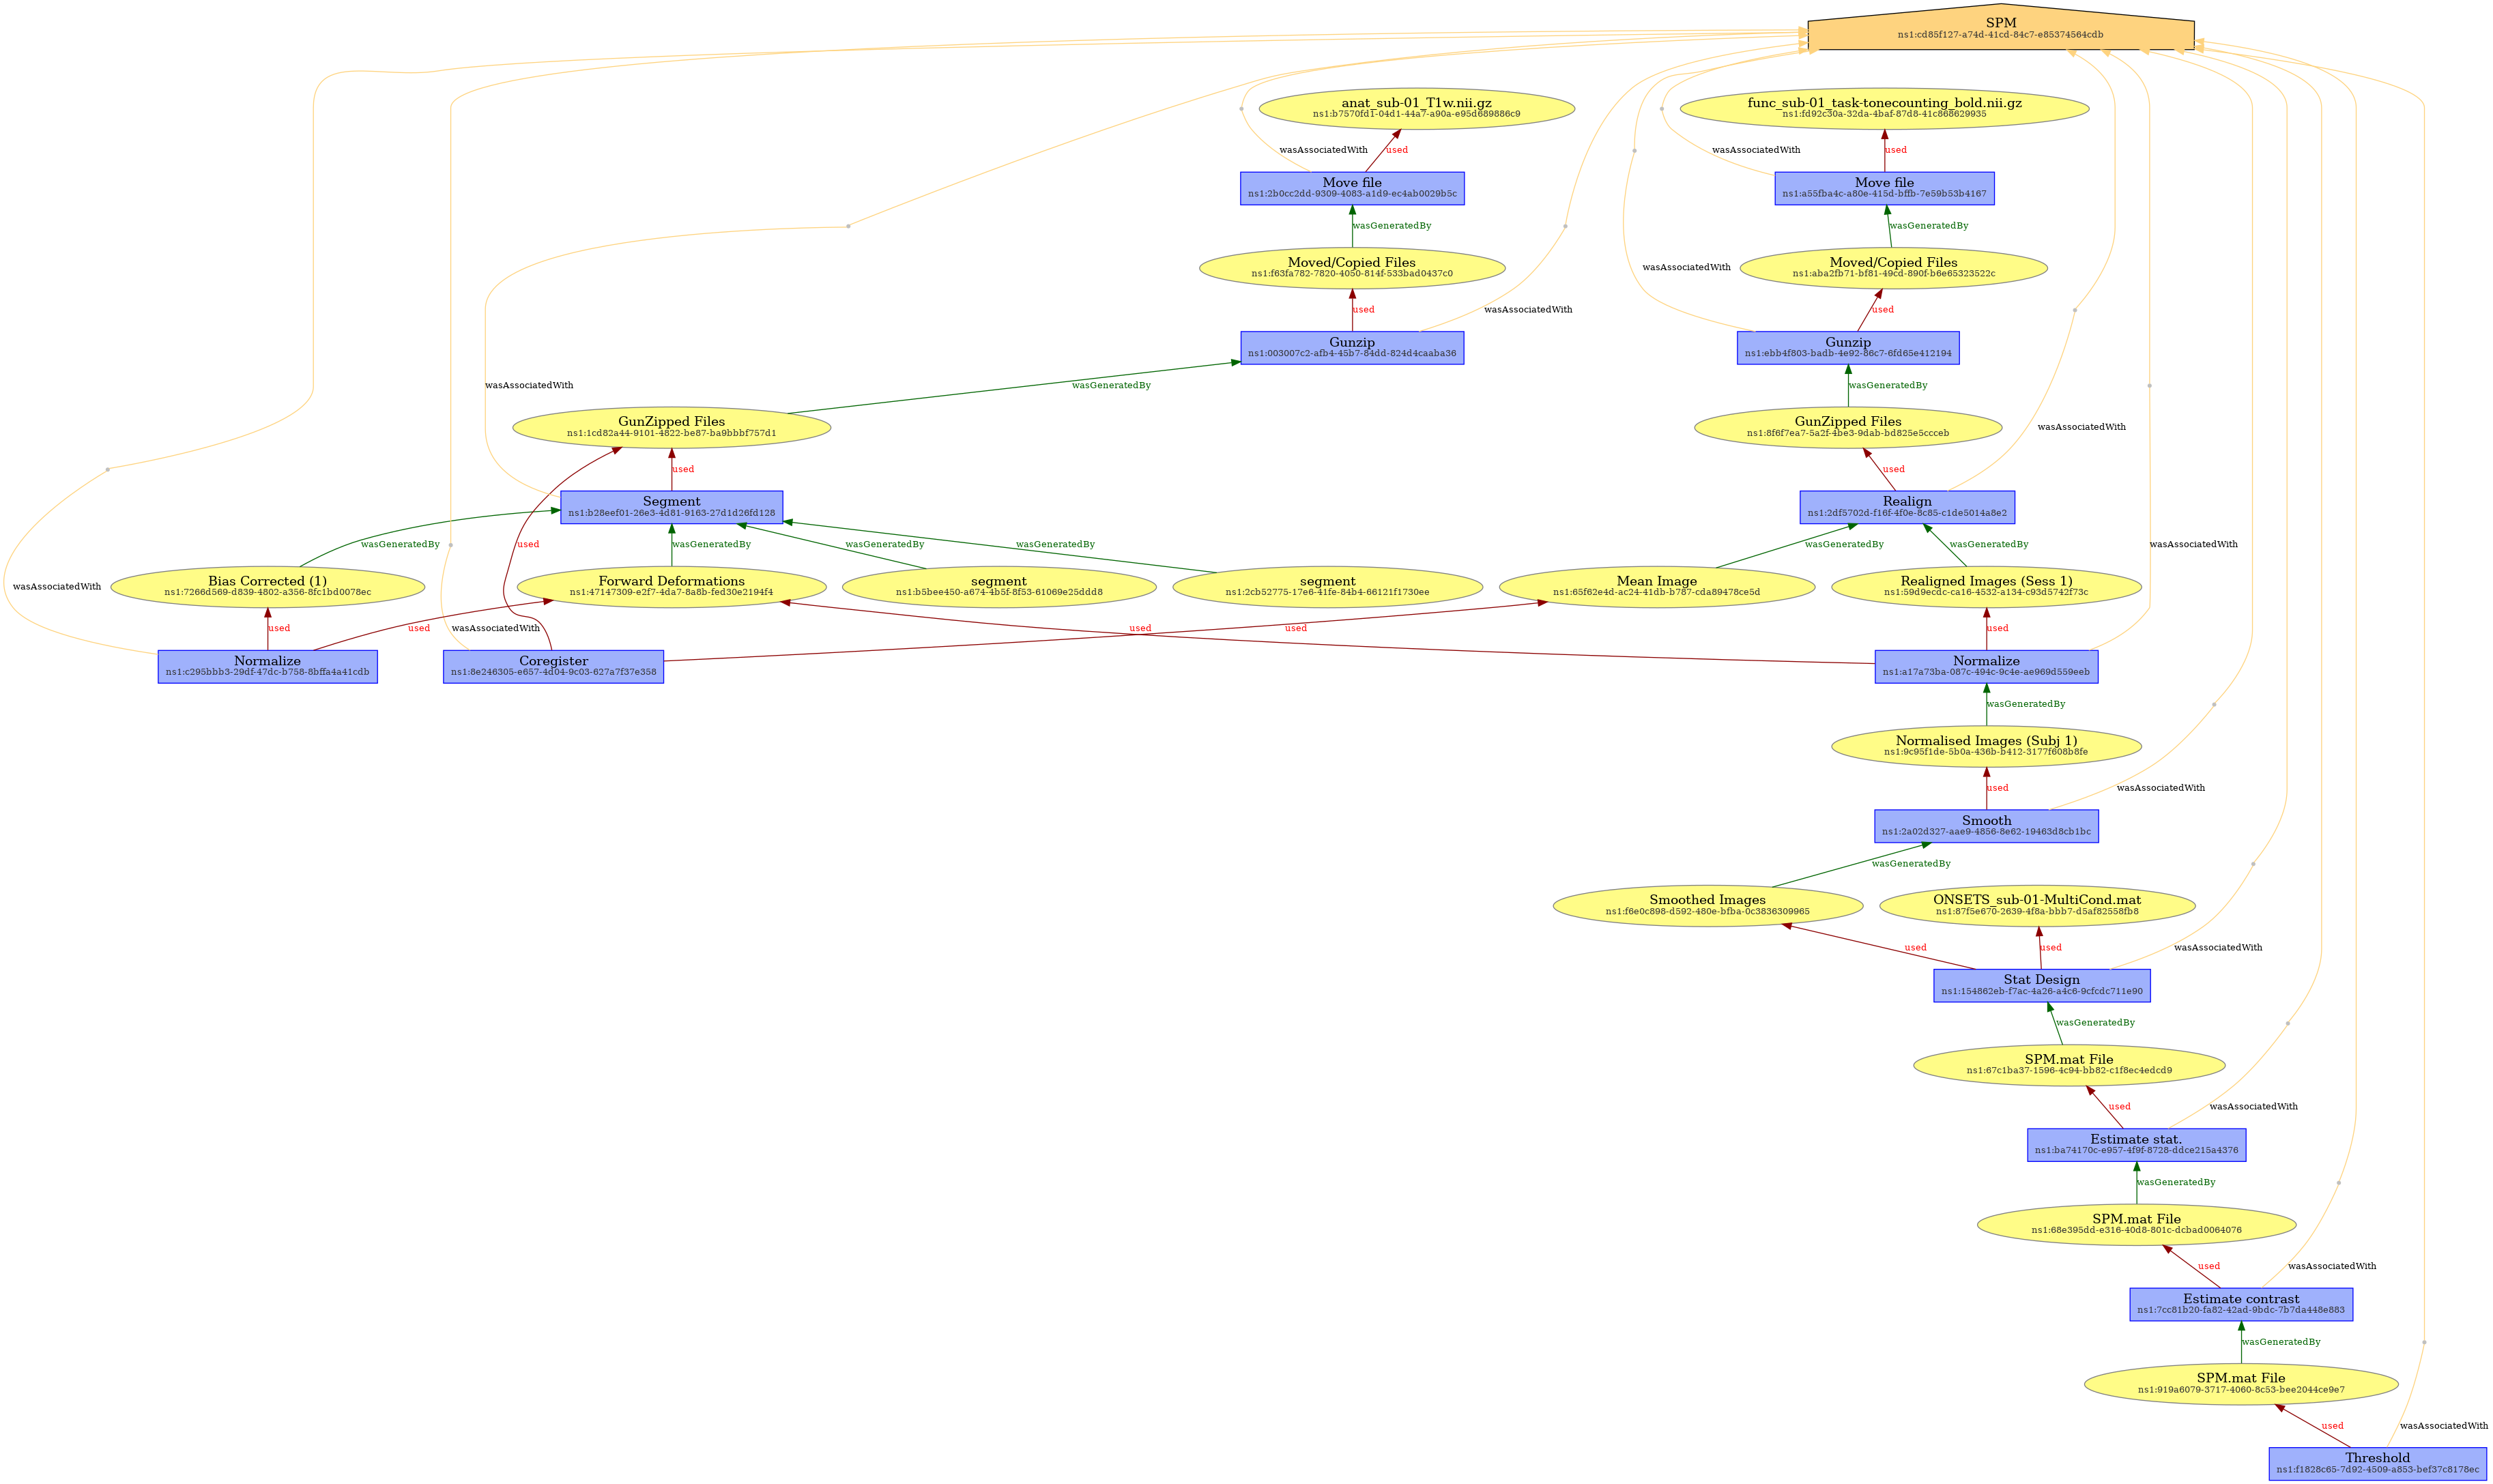 SPM
ns1:cd85f127-a74d-41cd-84c7-e85374564cdb
anat_sub-01_T1w.nii.gz
ns1:b7570fd1-04d1-44a7-a90a-e95d689886c9
func_sub-01_task-tonecounting_bold.nii.gz
ns1:fd92c30a-32da-4baf-87d8-41c868629935
wasAssociatedWith
used
wasAssociatedWith
used
Move file
ns1:2b0cc2dd-9309-4083-a1d9-ec4ab0029b5c
Move file
ns1:a55fba4c-a80e-415d-bffb-7e59b53b4167
wasGeneratedBy
wasGeneratedBy
Moved/Copied Files
ns1:f63fa782-7820-4050-814f-533bad0437c0
wasAssociatedWith
Moved/Copied Files
ns1:aba2fb71-bf81-49cd-890f-b6e65323522c
used
wasAssociatedWith
used
Gunzip
ns1:003007c2-afb4-45b7-84dd-824d4caaba36
Gunzip
ns1:ebb4f803-badb-4e92-86c7-6fd65e412194
wasAssociatedWith
wasGeneratedBy
wasGeneratedBy
GunZipped Files
ns1:1cd82a44-9101-4822-be87-ba9bbbf757d1
GunZipped Files
ns1:8f6f7ea7-5a2f-4be3-9dab-bd825e5ccceb
wasAssociatedWith
used
used
Segment
ns1:b28eef01-26e3-4d81-9163-27d1d26fd128
Realign
ns1:2df5702d-f16f-4f0e-8c85-c1de5014a8e2
wasGeneratedBy
used
wasGeneratedBy
wasGeneratedBy
wasGeneratedBy
wasGeneratedBy
wasGeneratedBy
wasAssociatedWith
wasAssociatedWith
Bias Corrected (1)
ns1:7266d569-d839-4802-a356-8fc1bd0078ec
Forward Deformations
ns1:47147309-e2f7-4da7-8a8b-fed30e2194f4
segment
ns1:b5bee450-a674-4b5f-8f53-61069e25ddd8
segment
ns1:2cb52775-17e6-41fe-84b4-66121f1730ee
Mean Image
ns1:65f62e4d-ac24-41db-b787-cda89478ce5d
Realigned Images (Sess 1)
ns1:59d9ecdc-ca16-4532-a134-c93d5742f73c
used
used
wasAssociatedWith
used
used
used
Normalize
ns1:c295bbb3-29df-47dc-b758-8bffa4a41cdb
Coregister
ns1:8e246305-e657-4d04-9c03-627a7f37e358
Normalize
ns1:a17a73ba-087c-494c-9c4e-ae969d559eeb
wasGeneratedBy
Normalised Images (Subj 1)
ns1:9c95f1de-5b0a-436b-b412-3177f608b8fe
used
wasAssociatedWith
Smooth
ns1:2a02d327-aae9-4856-8e62-19463d8cb1bc
wasGeneratedBy
Smoothed Images
ns1:f6e0c898-d592-480e-bfba-0c3836309965
ONSETS_sub-01-MultiCond.mat
ns1:87f5e670-2639-4f8a-bbb7-d5af82558fb8
used
used
wasAssociatedWith
Stat Design
ns1:154862eb-f7ac-4a26-a4c6-9cfcdc711e90
wasGeneratedBy
SPM.mat File
ns1:67c1ba37-1596-4c94-bb82-c1f8ec4edcd9
used
wasAssociatedWith
Estimate stat.
ns1:ba74170c-e957-4f9f-8728-ddce215a4376
wasGeneratedBy
SPM.mat File
ns1:68e395dd-e316-40d8-801c-dcbad0064076
used
wasAssociatedWith
Estimate contrast
ns1:7cc81b20-fa82-42ad-9bdc-7b7da448e883
wasGeneratedBy
SPM.mat File
ns1:919a6079-3717-4060-8c53-bee2044ce9e7
used
wasAssociatedWith
Threshold
ns1:f1828c65-7d92-4509-a853-bef37c8178ec